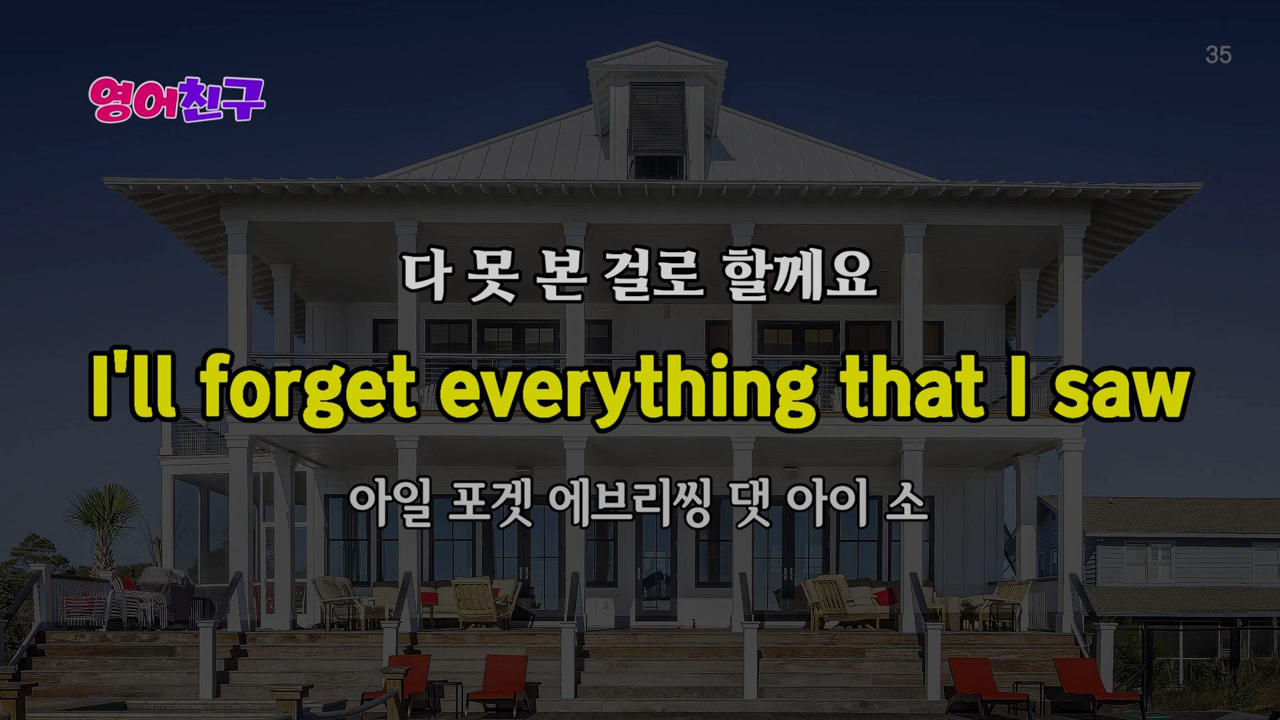 35
영어친구
다 못 본 걸로 할께요
I'll forget everything that I saw
아일 포겟 에브리씽 댓 아이 소